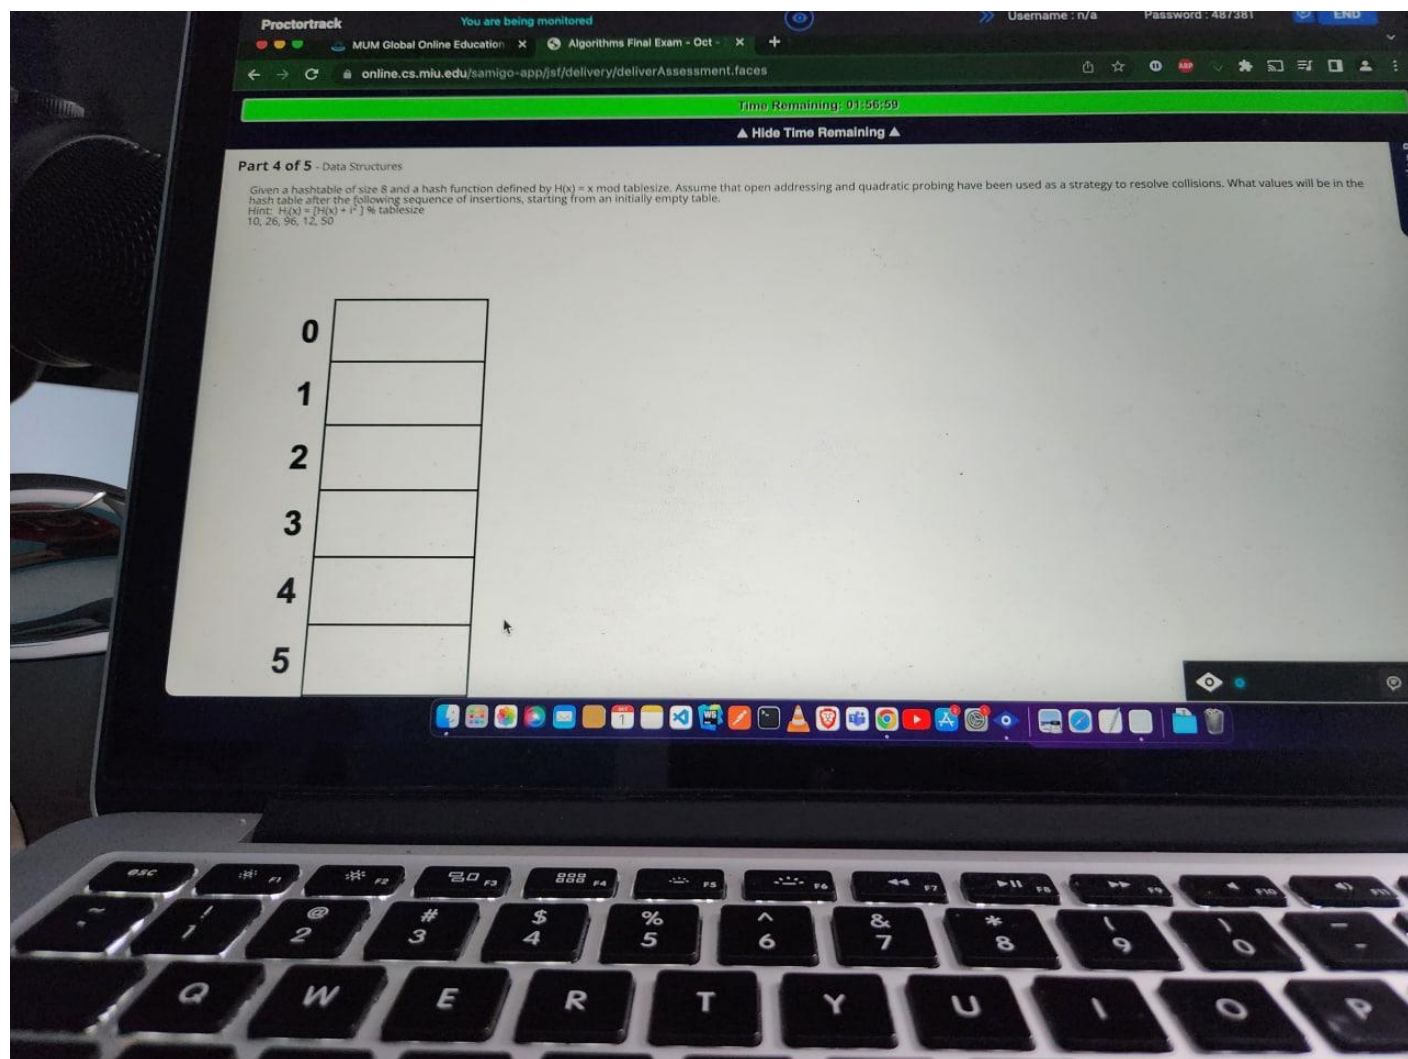 Proctortrack
You are being monitored
Username : n/a
Password : 487381
END
MUM Global Online Education
Algorithms Final Exam - Oct -
online.cs.miu.edu/samigo-app/jsf/delivery/deliverAssessment.faces
ABP
Time Remaining: 01:56:59
▲ Hide Time Remaining ▲
Part 4 of 5 - Data Structures
Given a hashtable of size 8 and a hash function defined by H(x) = x mod tablesize. Assume that open addressing and quadratic probing have been used as a strategy to resolve collisions. What values will be in the
hash table after the following sequence of insertions, starting from an initially empty table.
Hint: Hᵢ(x) = [H(x) + i² ] % tablesize
10, 26, 96, 12, 50
0
1
2
3
4
5
OCT
1
WS
esc F1 F2 F3 F4 F5 F6 F7 F8 F9 F10 F11
~ ! @ # $ % ^ & * ( )
1 2 3 4 5 6 7 8 9 0 -
Q W E R T Y U I O P